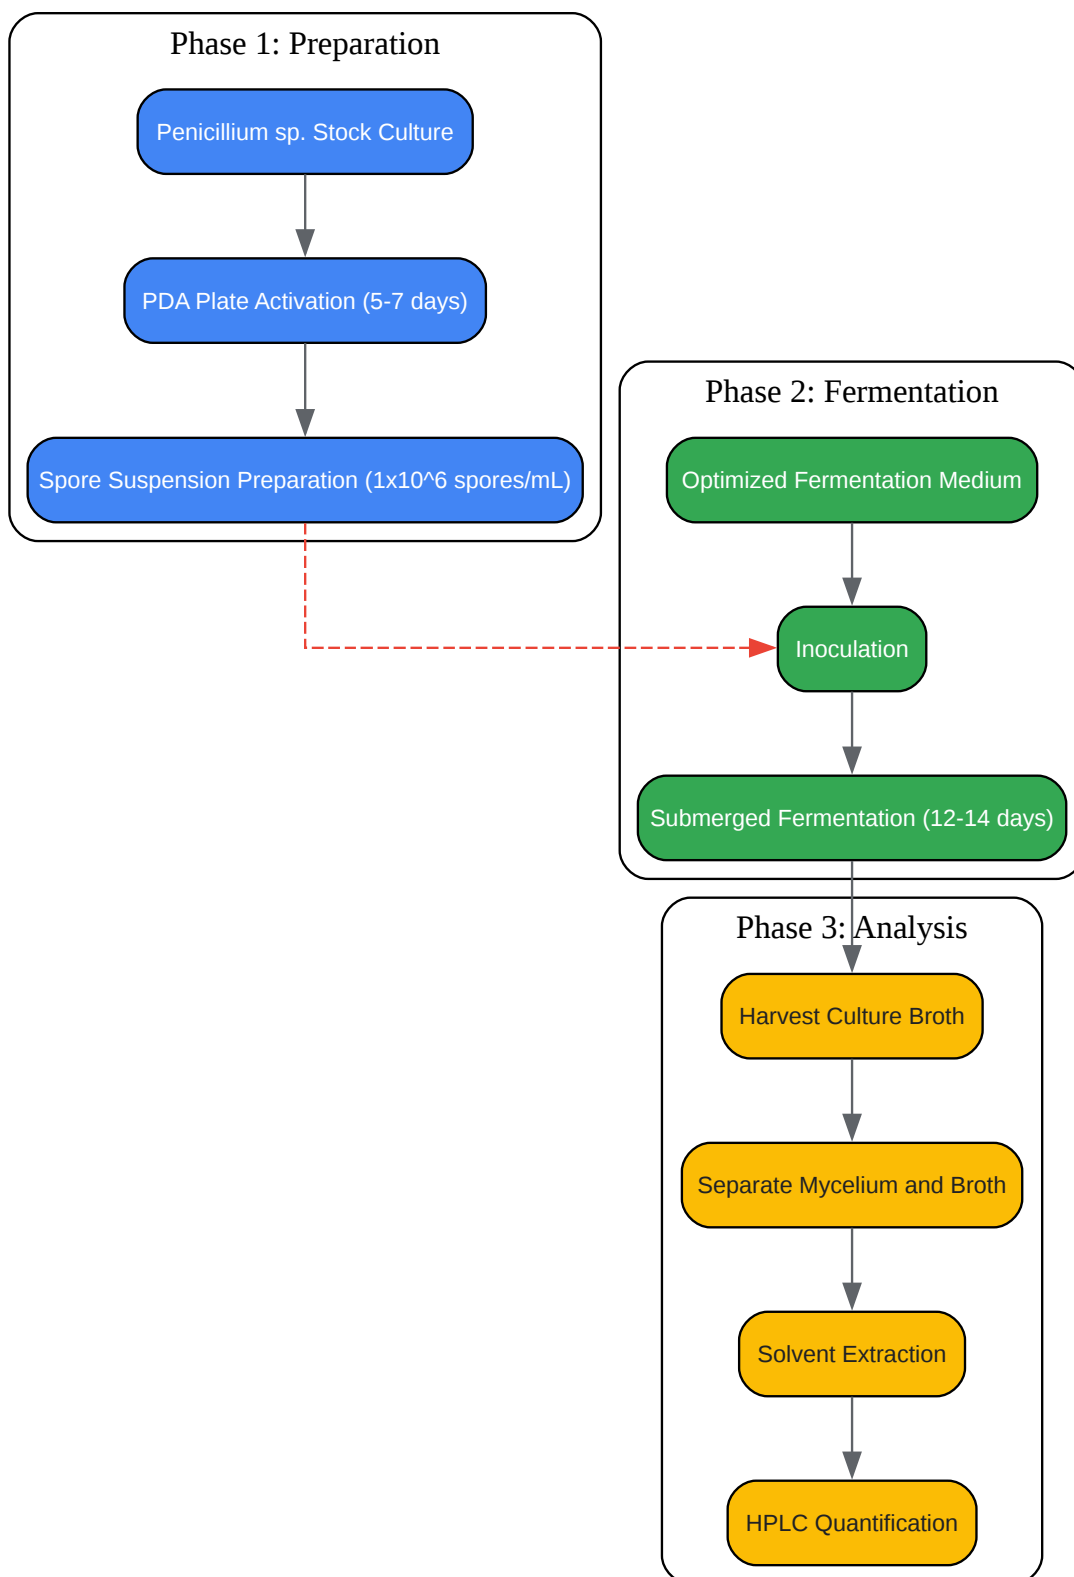 Phase 1: Preparation
Penicillium sp. Stock Culture
PDA Plate Activation (5-7 days)
Spore Suspension Preparation (1x10^6 spores/mL)
Phase 2: Fermentation
Optimized Fermentation Medium
Inoculation
Submerged Fermentation (12-14 days)
Phase 3: Analysis
Harvest Culture Broth
Separate Mycelium and Broth
Solvent Extraction
HPLC Quantification